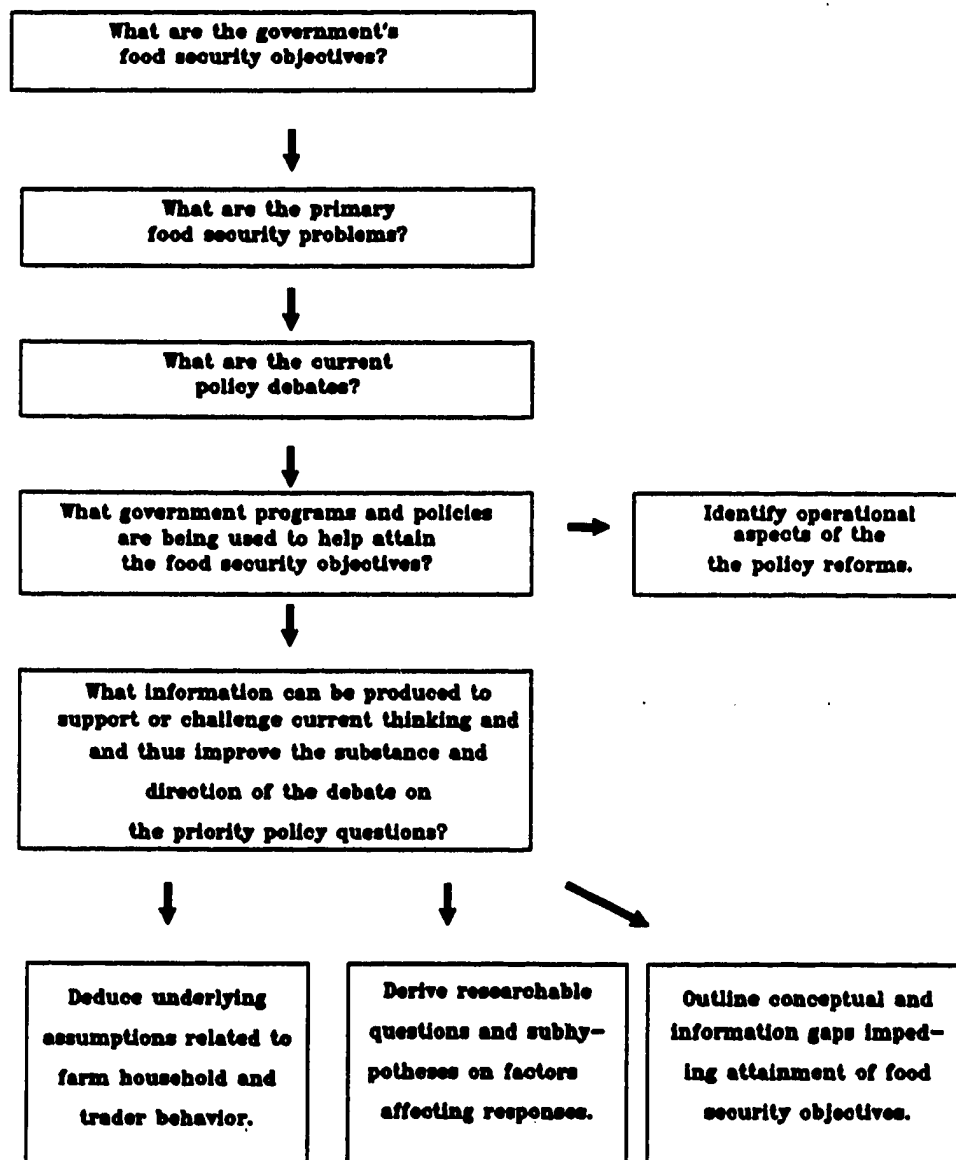 What are the government's
food security objectives?
What are the primary
food security problems?
What are the current
policy debates?
What government programs and policies
are being used to help attain
the food security objectives?
Identify operational
aspects of the
the policy reforms.
What information can be produced to
support or challenge current thinking and
and thus improve the substance and
direction of the debate on
the priority policy questions?
Deduce underlying
assumptions related to
farm household and
trader behavior.
Derive researchable
questions and subhy-
potheses on factors
affecting responses.
Outline conceptual and
information gaps imped-
ing attainment of food
security objectives.